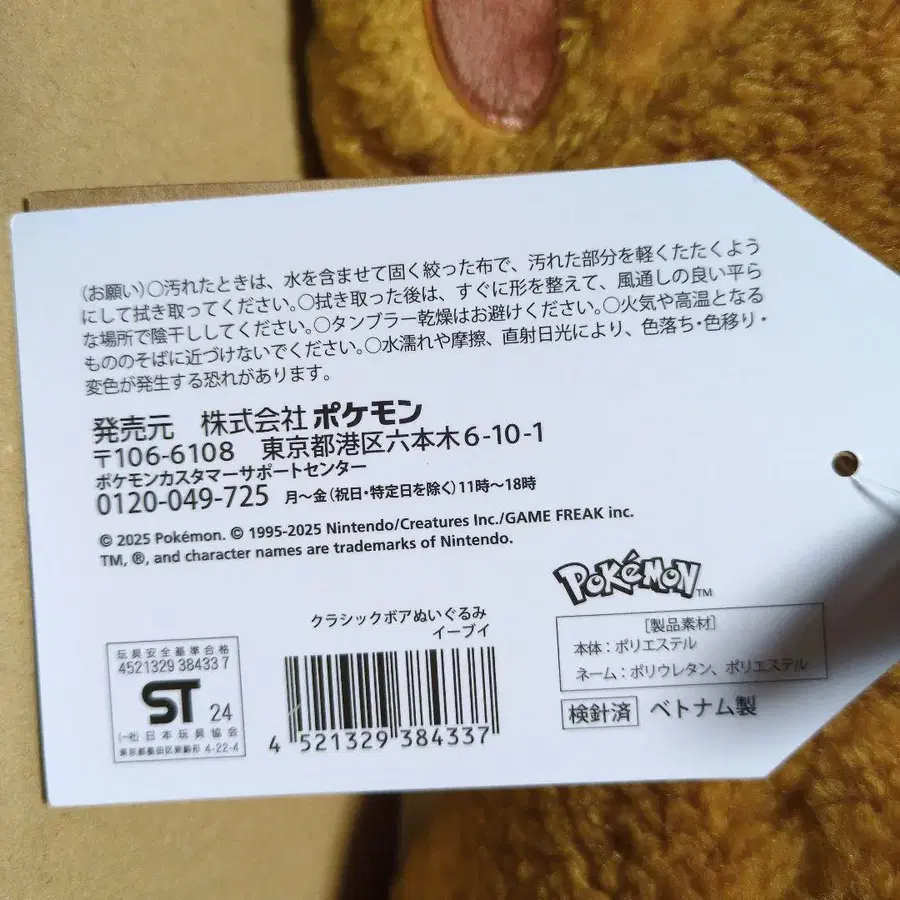 (お願い)○汚れたときは、水を含ませて固く絞った布で、汚れた部分を軽くたたくよう
にして拭き取ってください。○拭き取った後は、すぐに形を整えて、風通しの良い平ら
な場所で陰干ししてください。○タンブラー乾燥はお避けください。○火気や高温となる
もののそばに近づけないでください。○水濡れや摩擦、直射日光により、色落ち・色移り・
変色が発生する恐れがあります。
発売元 株式会社 ポケモン
〒106-6108 東京都港区六本木6-10-1
ポケモンカスタマーサポートセンター
0120-049-725 月～金(祝日・特定日を除く)11時～18時
© 2025 Pokémon. © 1995-2025 Nintendo/Creatures Inc./GAME FREAK inc.
TM, ®, and character names are trademarks of Nintendo.
POKéMON TM
クラシックボアぬいぐるみ
イーブイ
玩具安全基準合格
4521329 38433 7
ST 24
(一社)日本玩具協会
東京都墨田区東駒形 4-22-4
4 521329 384337
[製品素材]
本体：ポリエステル
ネーム：ポリウレタン、ポリエステル
検針済 ベトナム製